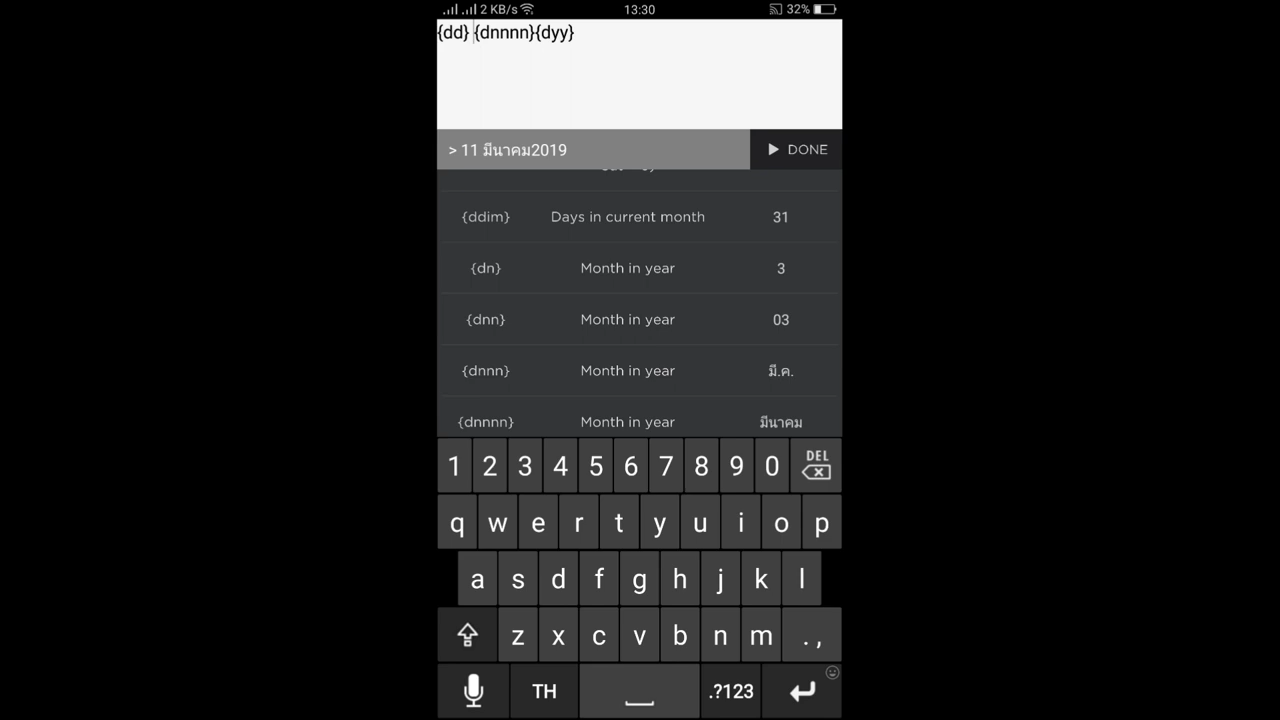 2 KB/s 13:30 32%
{dd} {dnnnn}{dyy}
> 11 มีนาคม2019 DONE
{ddim} Days in current month 31
{dn} Month in year 3
{dnn} Month in year 03
{dnnn} Month in year มี.ค.
{dnnnn} Month in year มีนาคม
1 2 3 4 5 6 7 8 9 0 DEL
q w e r t y u i o p
a s d f g h j k l
z x c v b n m . ,
TH .?123